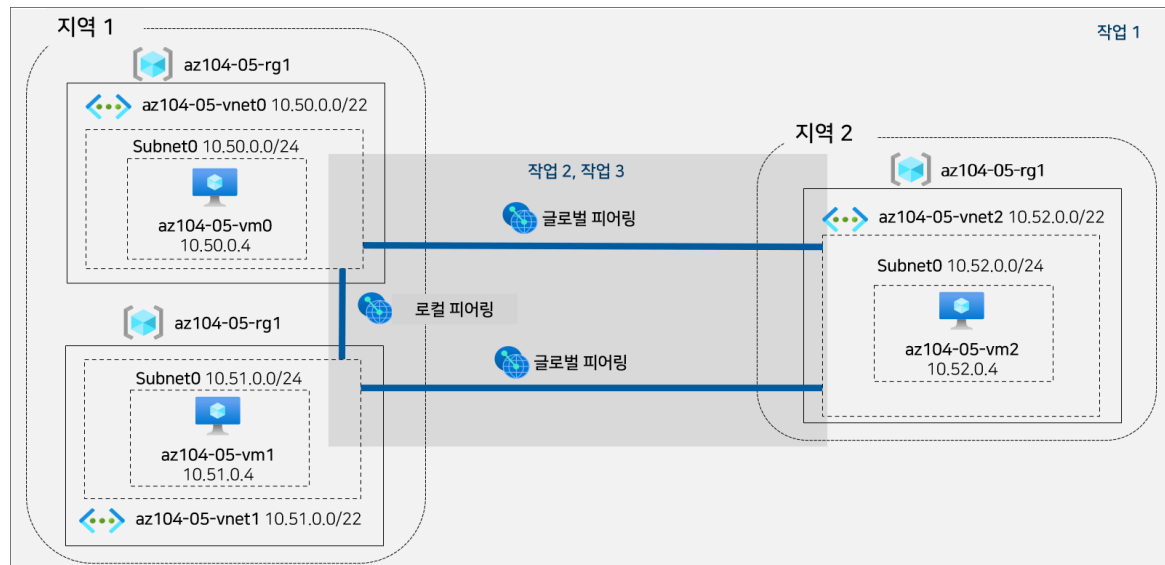 지역 1
작업 1
az104-05-rg1
az104-05-vnet0 10.50.0.0/22
Subnet0 10.50.0.0/24
az104-05-vm0
10.50.0.4
작업 2, 작업 3
글로벌 피어링
로컬 피어링
글로벌 피어링
az104-05-rg1
Subnet0 10.51.0.0/24
az104-05-vm1
10.51.0.4
az104-05-vnet1 10.51.0.0/22
지역 2
az104-05-rg1
az104-05-vnet2 10.52.0.0/22
Subnet0 10.52.0.0/24
az104-05-vm2
10.52.0.4